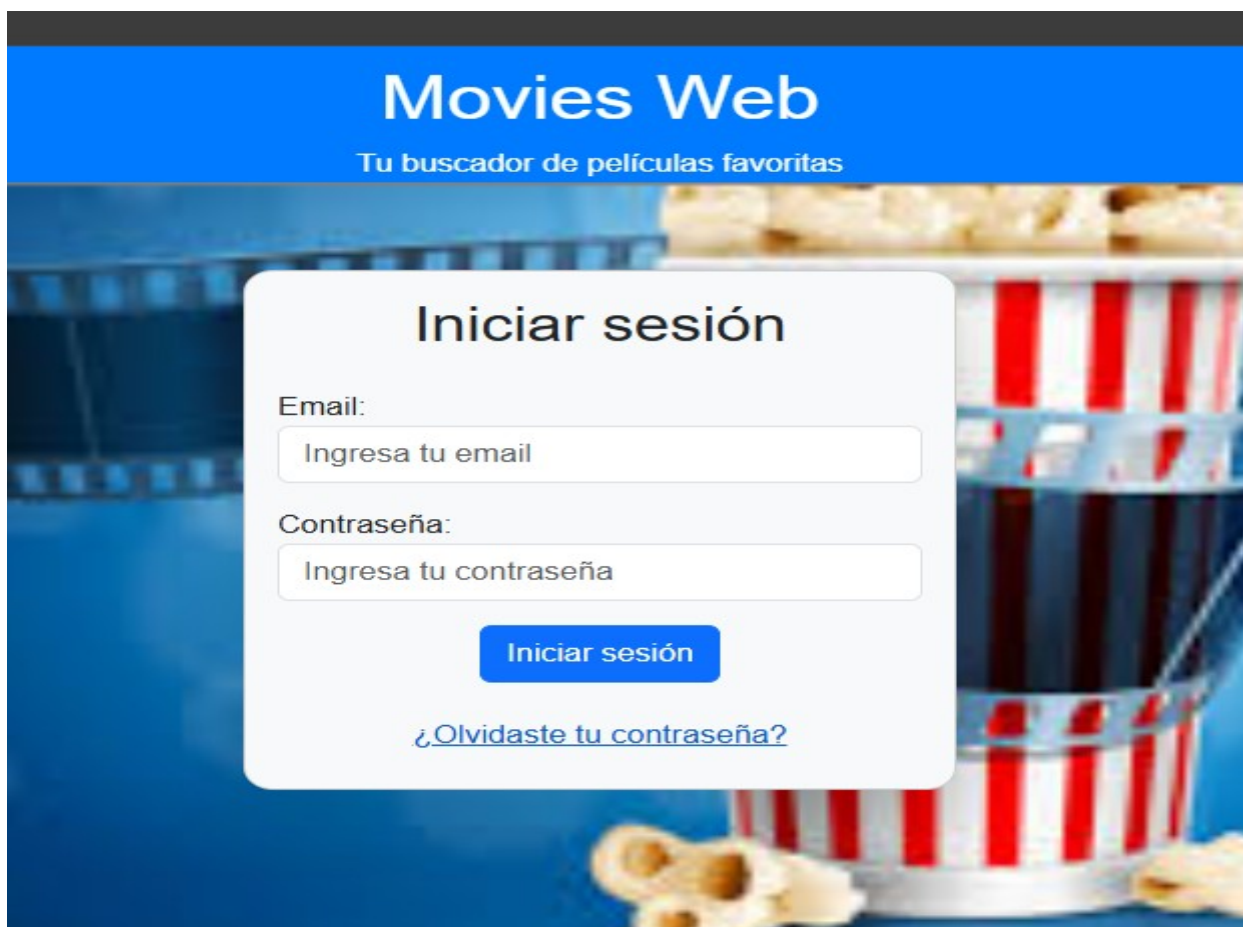 Movies Web
Tu buscador de películas favoritas
Iniciar sesión
Email:
Ingresa tu email
Contraseña:
Ingresa tu contraseña
Iniciar sesión
¿Olvidaste tu contraseña?